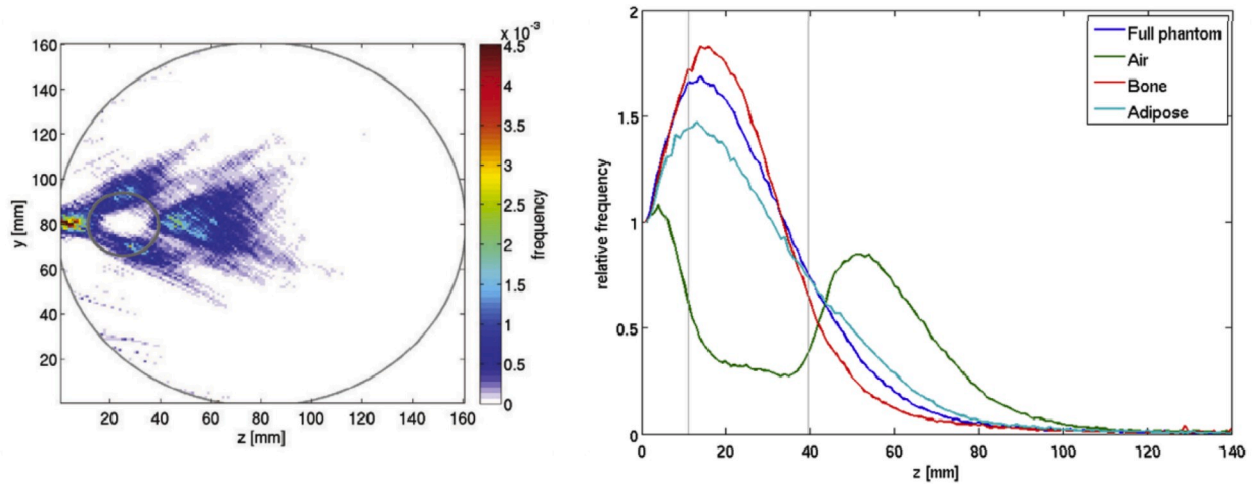 x 10⁻³
160
140
120
100
80
60
40
20
y [mm]
20 40 60 80 100 120 140 160
z [mm]
4.5
4
3.5
3
2.5
2
1.5
1
0.5
0
frequency
2
1.5
1
0.5
0
relative frequency
0 20 40 60 80 100 120 140
z [mm]
Full phantom
Air
Bone
Adipose